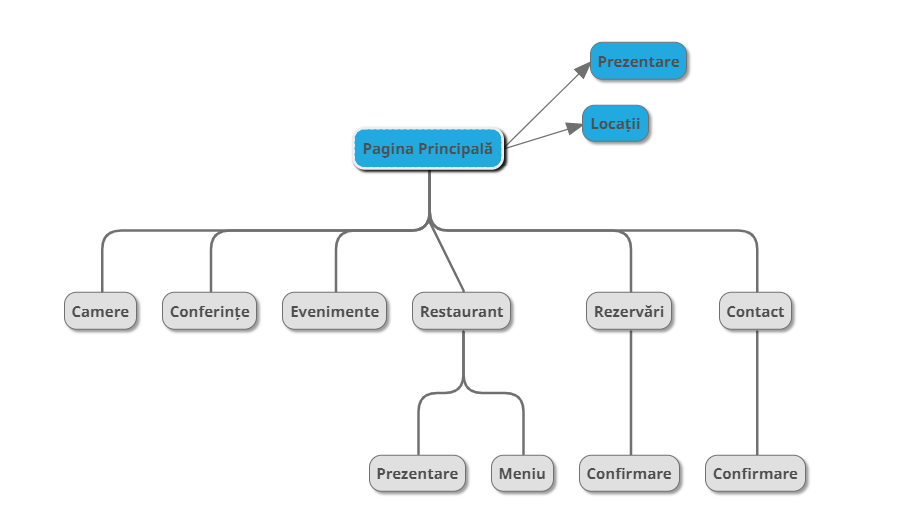 Prezentare
Locații
Pagina Principală
Camere
Conferințe
Evenimente
Restaurant
Rezervări
Contact
Prezentare
Meniu
Confirmare
Confirmare